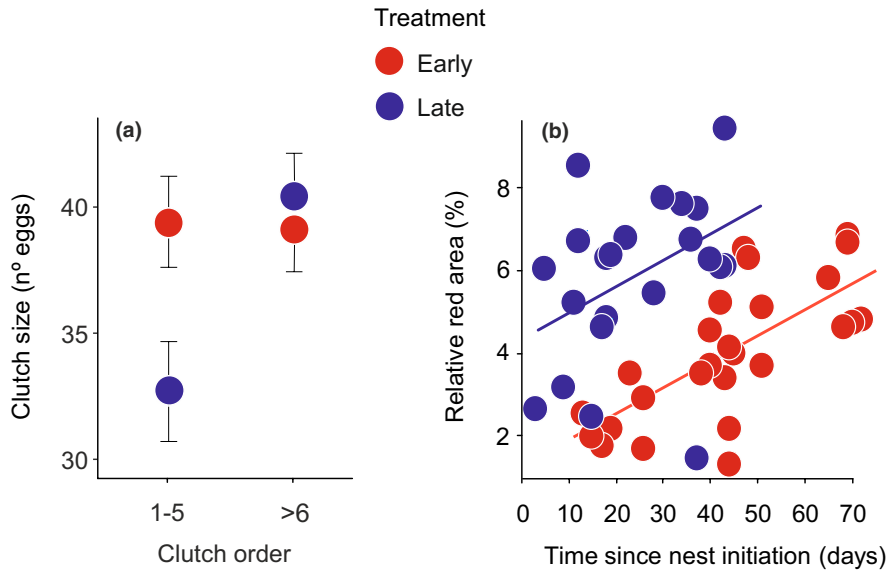 Treatment
Early
Late
(a)
Clutch size (nº eggs)
40
35
30
1-5
>6
Clutch order
(b)
Relative red area (%)
8
6
4
2
0 10 20 30 40 50 60 70
Time since nest initiation (days)